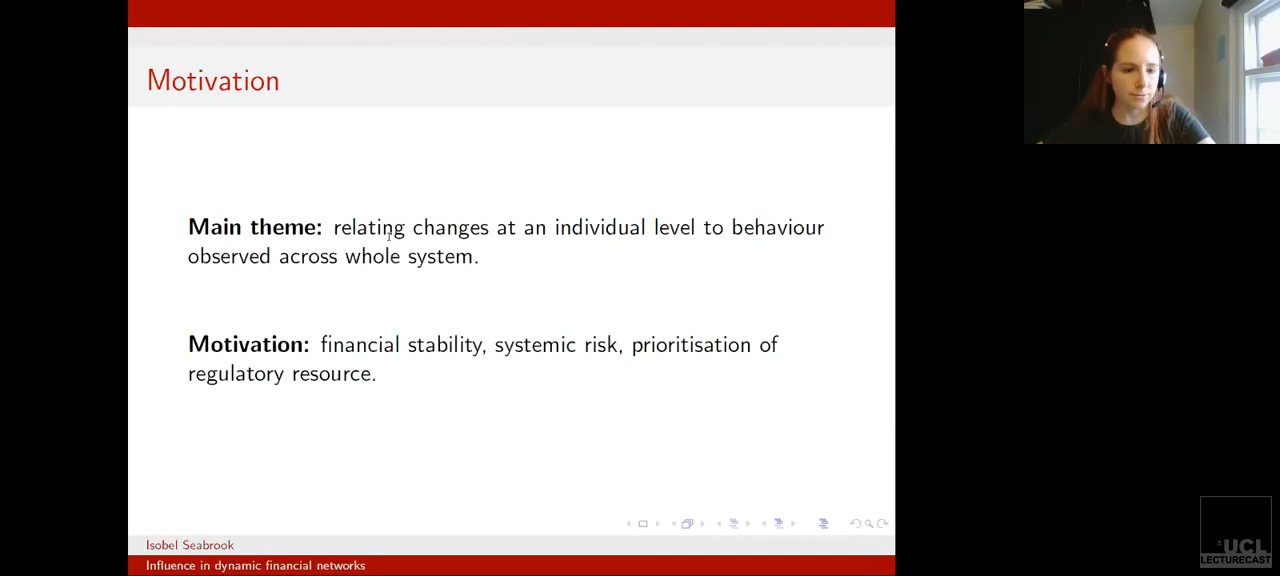 Motivation
Main theme: relating changes at an individual level to behaviour
observed across whole system.
Motivation: financial stability, systemic risk, prioritisation of
regulatory resource.
Isobel Seabrook
Influence in dynamic financial networks
UCL
LECTURECAST